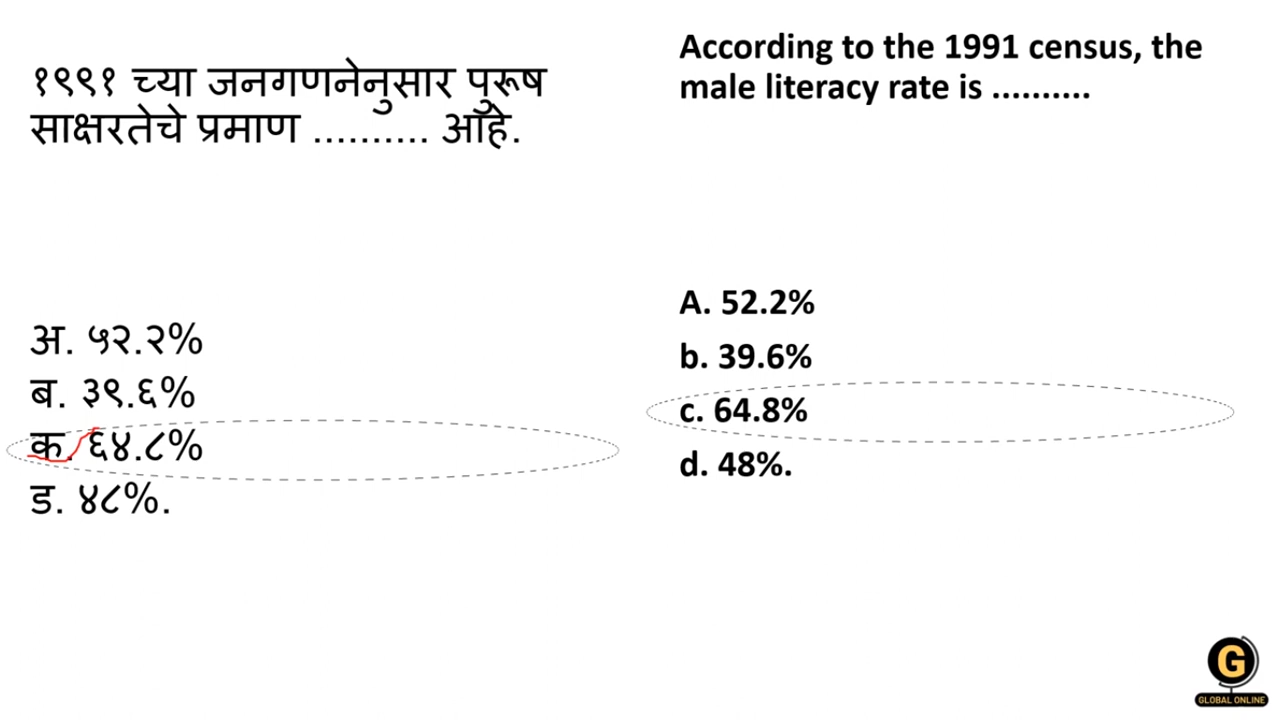 १९९१ च्या जनगणनेनुसार पुरूष
साक्षरतेचे प्रमाण .......... आहे.
अ. ५२.२%
ब. ३९.६%
क. ६४.८%
ड. ४८%.
According to the 1991 census, the
male literacy rate is ..........
A. 52.2%
b. 39.6%
c. 64.8%
d. 48%.
G
GLOBAL ONLINE